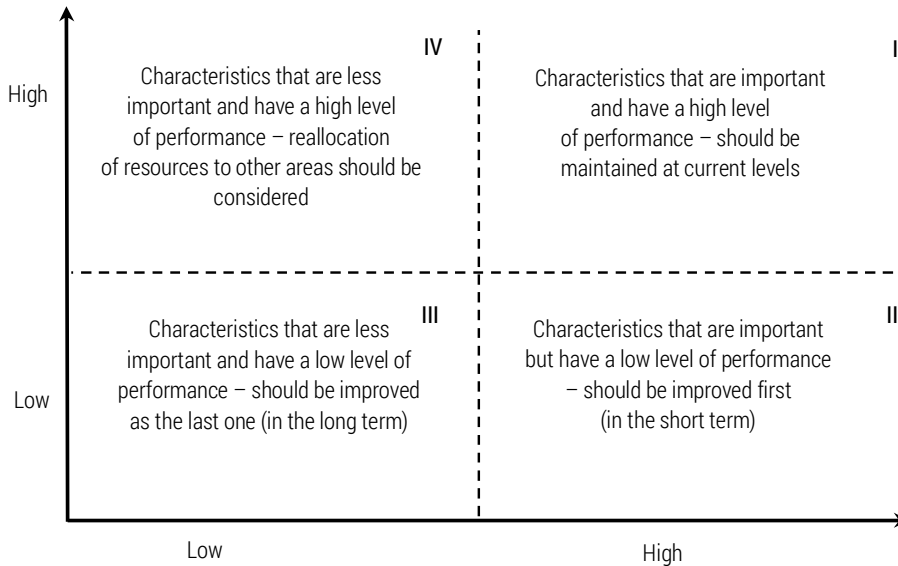 IV
Characteristics that are less
important and have a high level
of performance – reallocation
of resources to other areas should be
considered
I
Characteristics that are important
and have a high level
of performance – should be
maintained at current levels
High
III
Characteristics that are less
important and have a low level of
performance – should be improved
as the last one (in the long term)
II
Characteristics that are important
but have a low level of performance
– should be improved first
(in the short term)
Low
Low
High